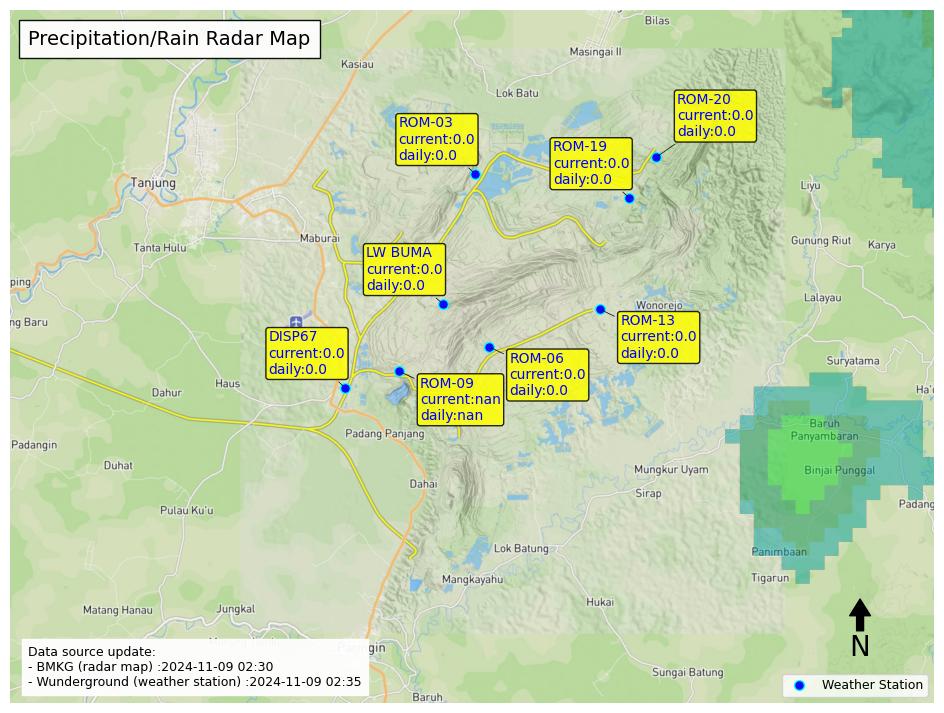 Precipitation/Rain Radar Map
Bilas
Masingai II
Kasiau
Lok Batu
ROM-20
current:0.0
daily:0.0
ROM-03
current:0.0
daily:0.0
ROM-19
current:0.0
daily:0.0
Tanjung
Liyu
Maburai
Tanta Hulu
Gunung Riut
Karya
LW BUMA
current:0.0
daily:0.0
ping
Lalayau
Wonorejo
ng Baru
ROM-13
current:0.0
daily:0.0
DISP67
current:0.0
daily:0.0
ROM-06
current:0.0
daily:0.0
Suryatama
ROM-09
current:nan
daily:nan
Haus
Dahur
Ha'
Baruh
Panyambaran
Padang Panjang
Padangin
Duhat
Mungkur Uyam
Binjai Punggal
Dahai
Sirap
Padang
Pulau Ku'u
Lok Batung
Panimbaan
Mangkayahu
Tigarun
Hukai
Matang Hanau
Jungkal
N
Data source update:
- BMKG (radar map) :2024-11-09 02:30
- Wunderground (weather station) :2024-11-09 02:35
Sungai Batung
Weather Station
Baruh